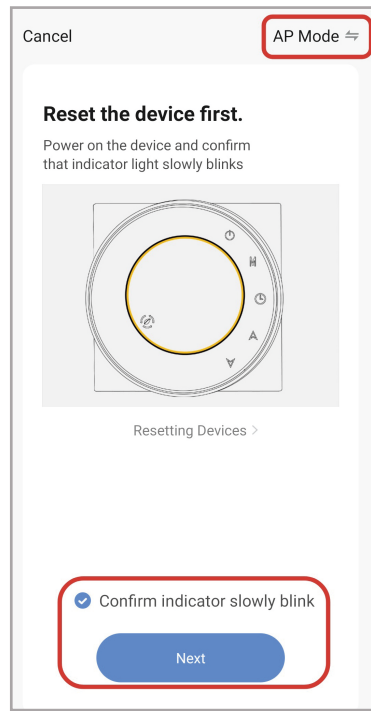 Cancel
AP Mode
Reset the device first.
Power on the device and confirm
that indicator light slowly blinks
M
Resetting Devices >
Confirm indicator slowly blink
Next